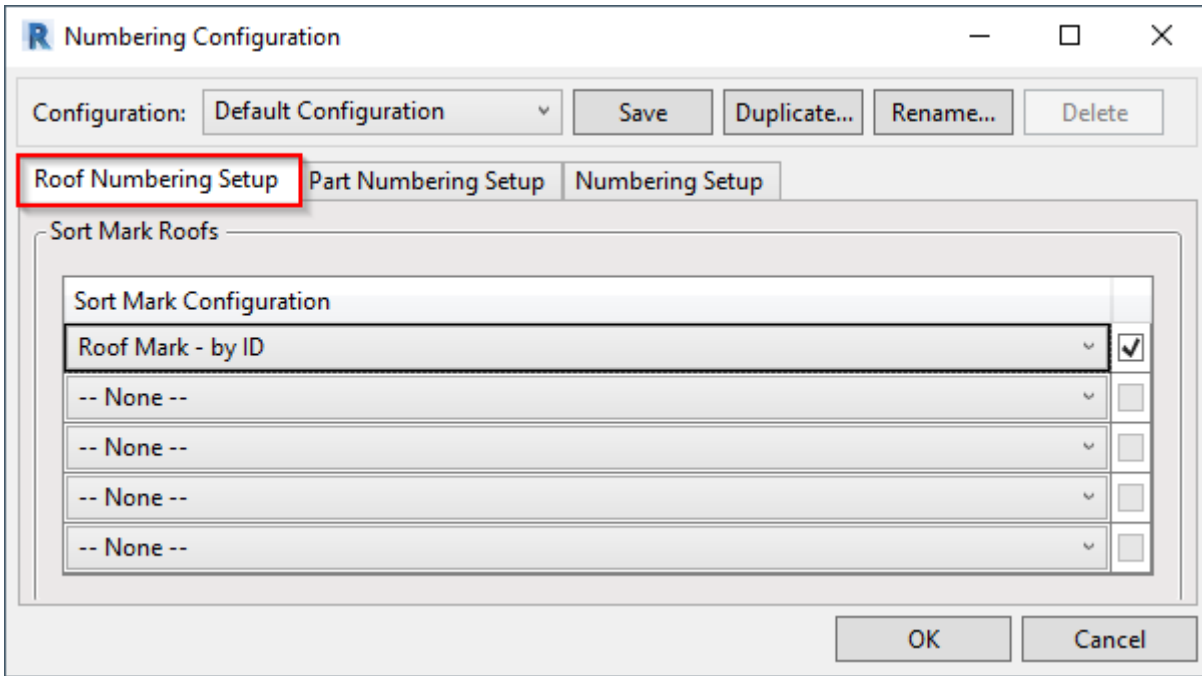 Numbering Configuration
Configuration: Default Configuration Save Duplicate... Rename... Delete
Roof Numbering Setup Part Numbering Setup Numbering Setup
Sort Mark Roofs
Sort Mark Configuration
Roof Mark - by ID
-- None --
-- None --
-- None --
-- None --
OK Cancel